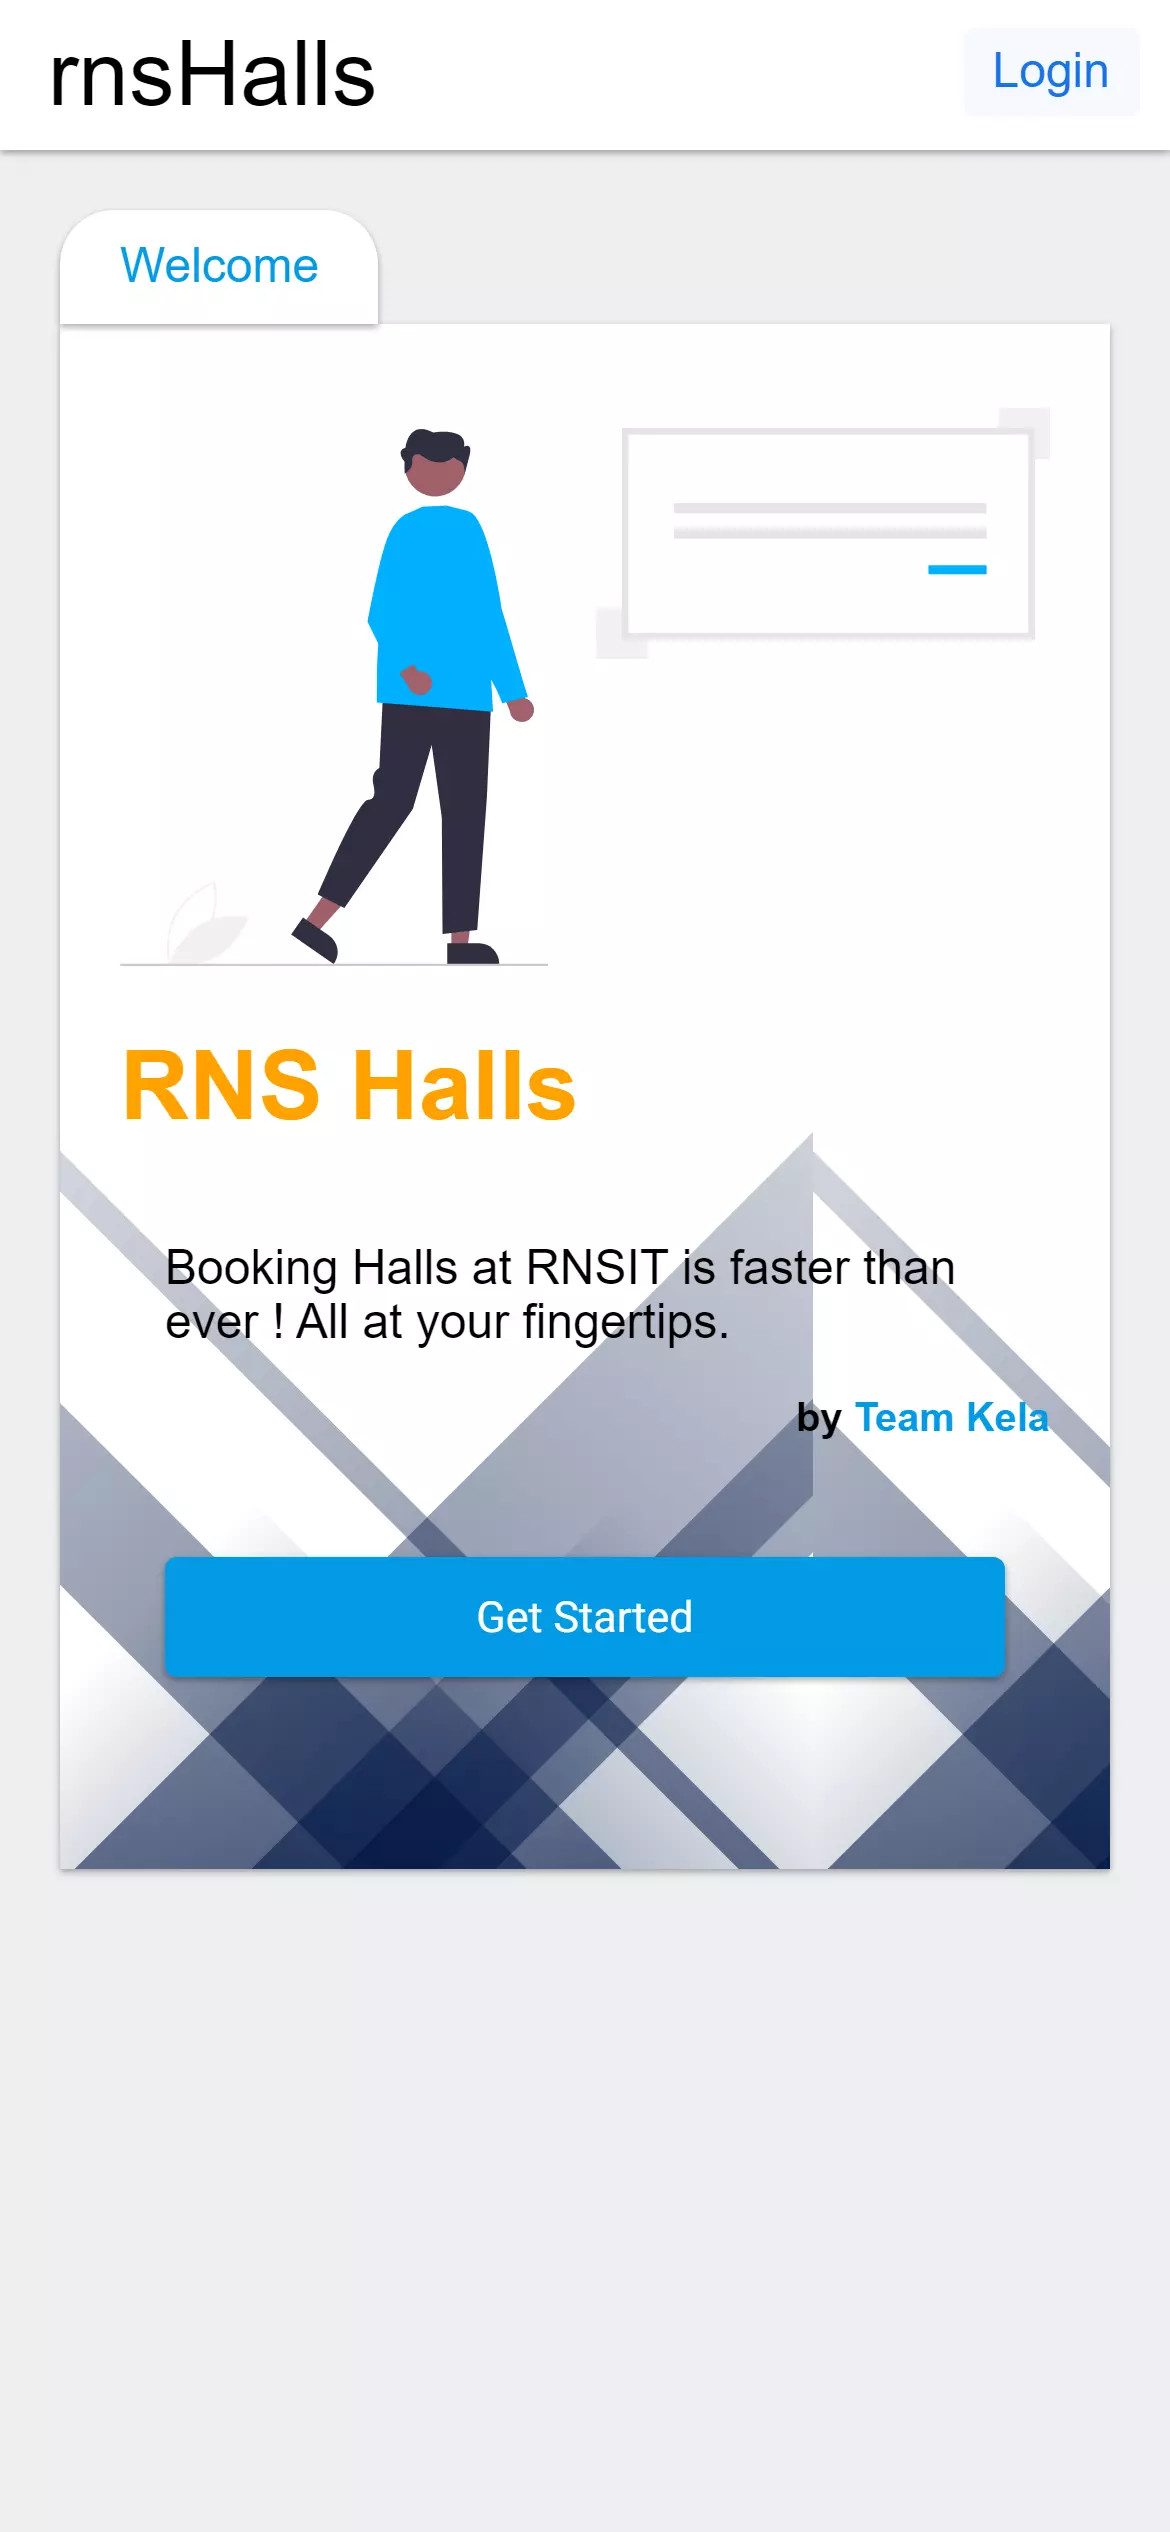 rnsHalls
Login
Welcome
RNS Halls
Booking Halls at RNSIT is faster than
ever ! All at your fingertips.
by Team Kela
Get Started